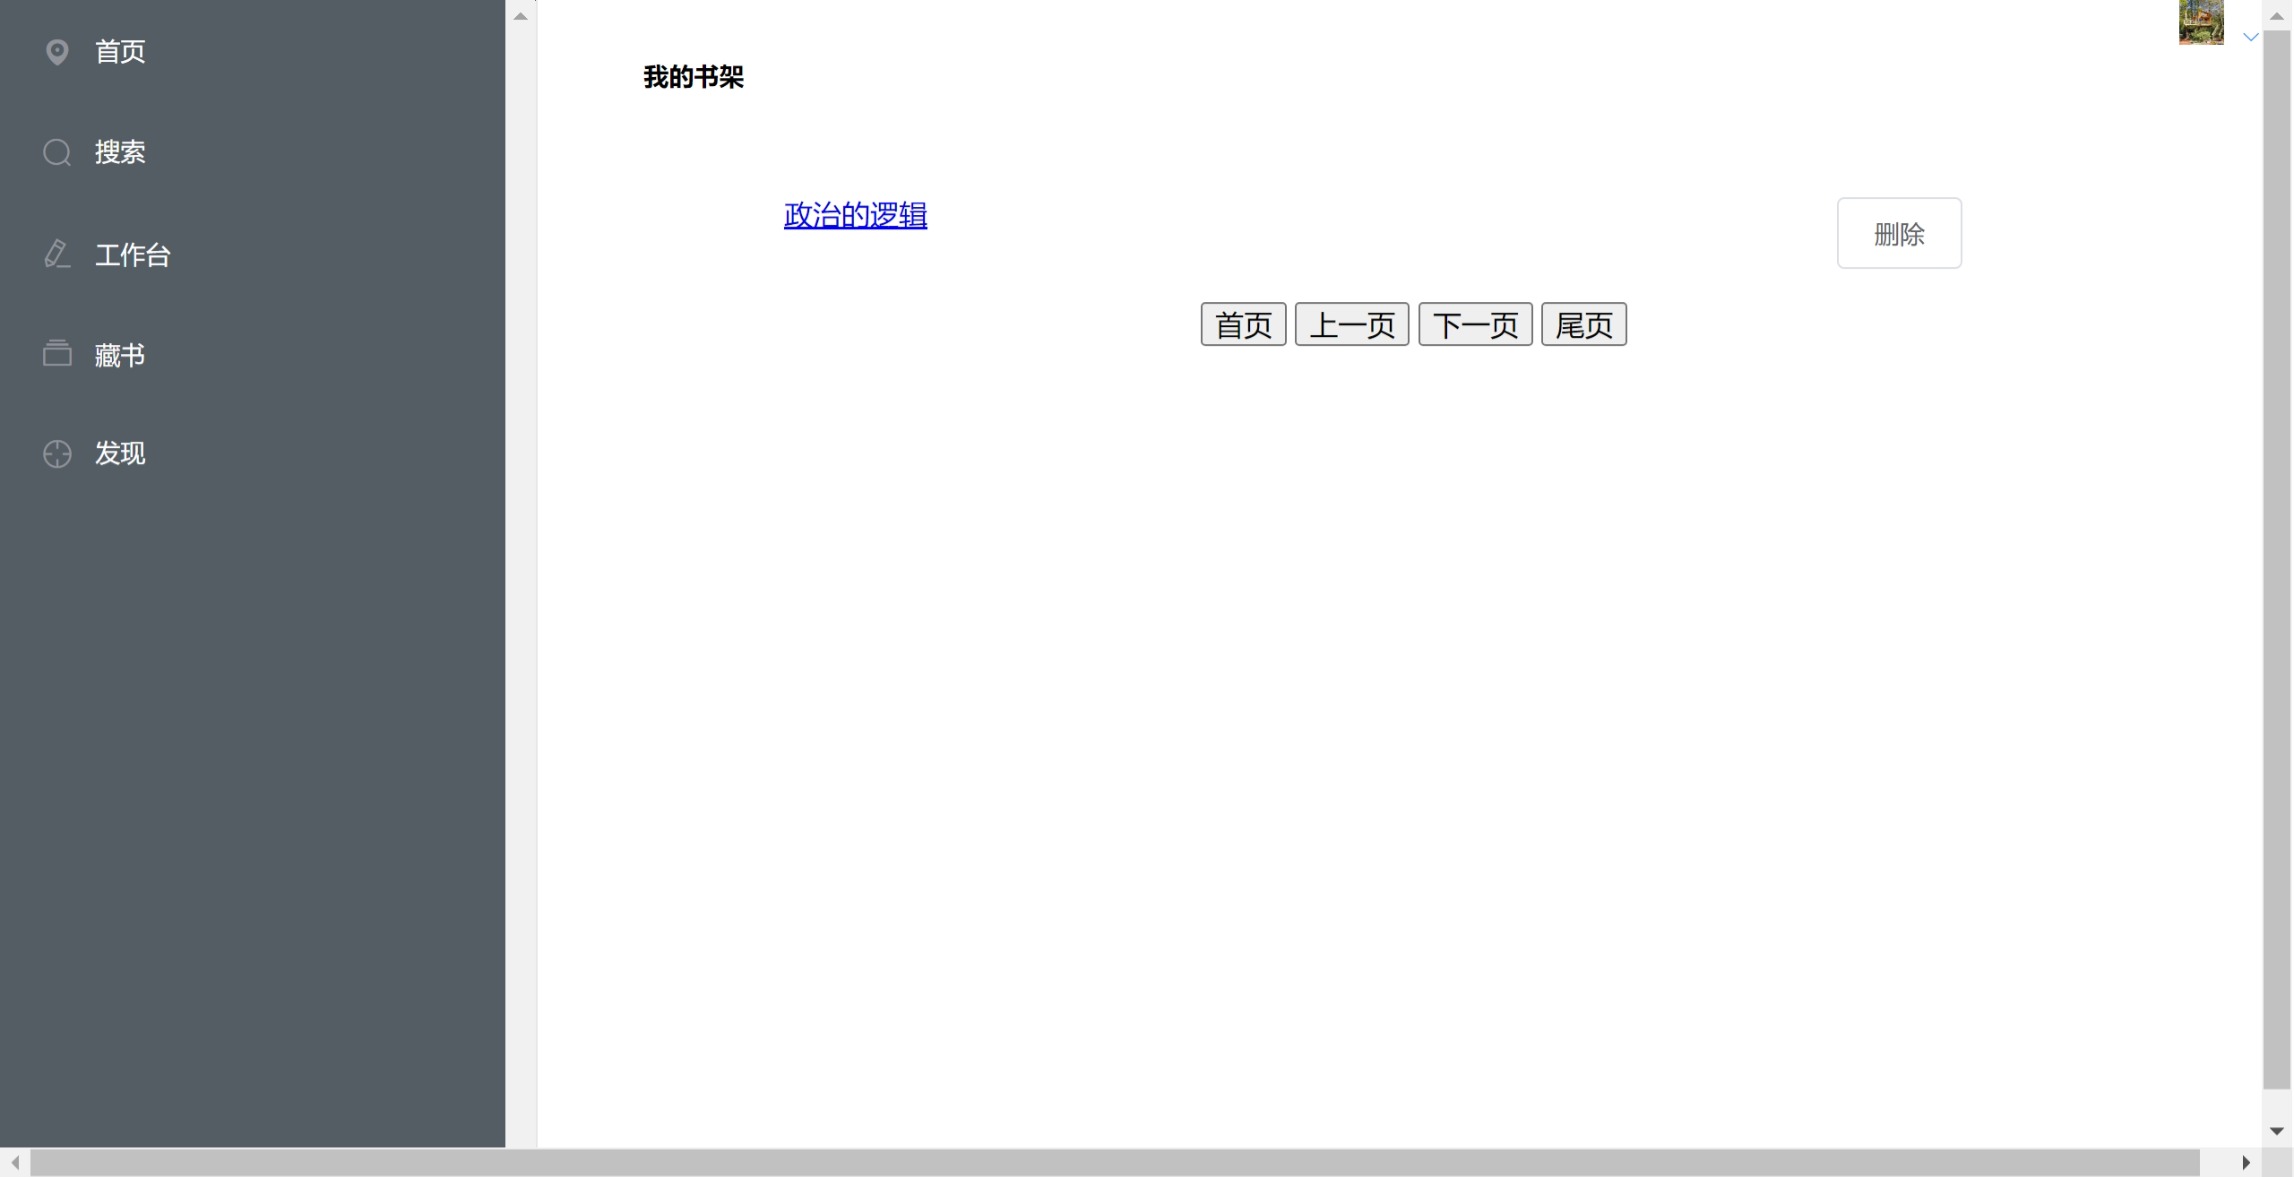 首页
搜索
工作台
藏书
发现
我的书架
政治的逻辑
删除
首页 上一页 下一页 尾页